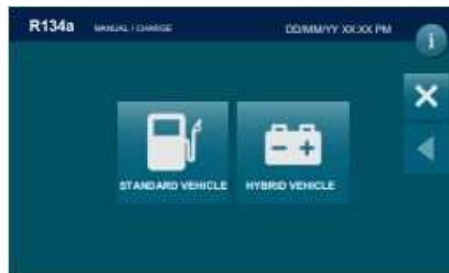 R134a MANUAL / CHARGE DD/MM/YY XX:XX PM
i
STANDARD VEHICLE HYBRID VEHICLE